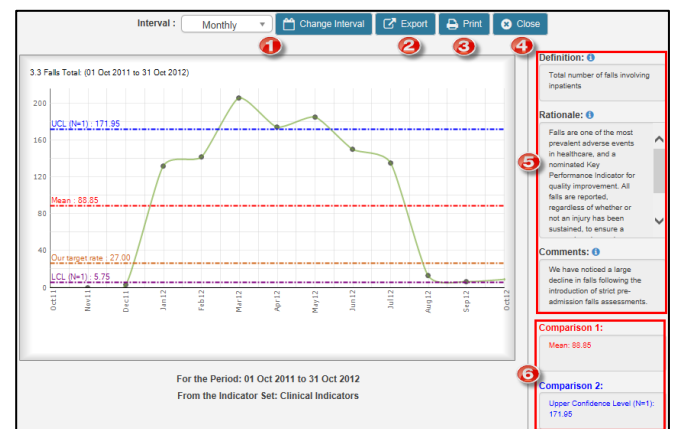 Interval : Monthly Change Interval Export Print Close
1 2 3 4
3.3 Falls Total: (01 Oct 2011 to 31 Oct 2012)
200
UCL (N=1) : 171.95
160
120
Mean : 88.85
80
40
Our target rate : 27.00
LCL (N=1) : 5.75
0
Oct11 Nov11 Dec11 Jan12 Feb12 Mar12 Apr12 May12 Jun12 Jul12 Aug12 Sep12 Oct12
For the Period: 01 Oct 2011 to 31 Oct 2012
From the Indicator Set: Clinical Indicators
Definition:
Total number of falls involving
inpatients
Rationale:
5
Falls are one of the most
prevalent adverse events
in healthcare, and a
nominated Key
Performance Indicator for
quality improvement. All
falls are reported,
regardless of whether or
not an injury has been
sustained, to ensure a
Comments:
We have noticed a large
decline in falls following the
introduction of strict pre-
admission falls assessments.
6
Comparison 1:
Mean: 88.85
Comparison 2:
Upper Confidence Level (N=1):
171.95